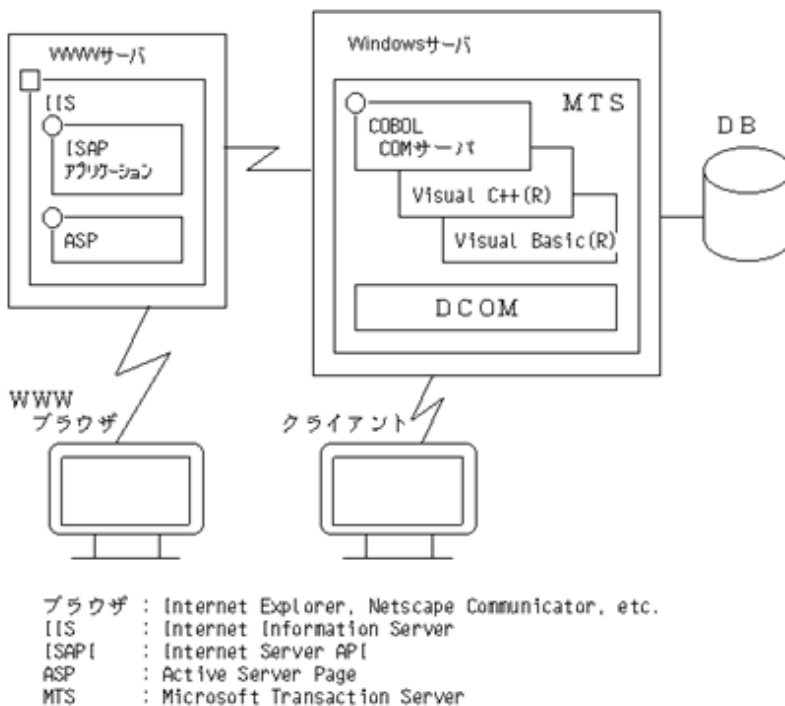 WWWサーバ
IIS
ISAP
アプリケーション
ASP
Windowsサーバ
MTS
COBOL
COMサーバ
Visual C++(R)
Visual Basic(R)
DCOM
DB
WWW
ブラウザ
クライアント
ブラウザ : Internet Explorer, Netscape Communicator, etc.
IIS : Internet Information Server
ISAPI : Internet Server API
ASP : Active Server Page
MTS : Microsoft Transaction Server